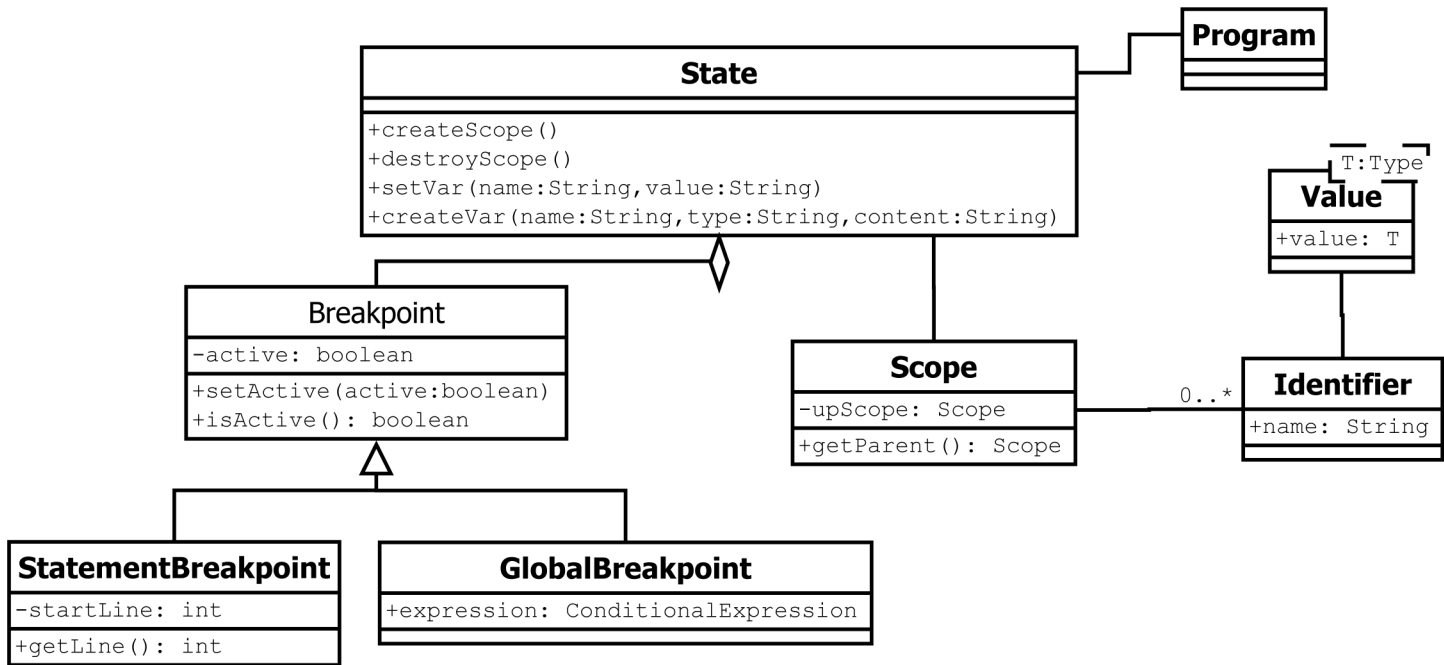 Program
State
+createScope()
+destroyScope()
+setVar(name:String,value:String)
+createVar(name:String,type:String,content:String)
T:Type
Value
+value: T
Breakpoint
-active: boolean
+setActive(active:boolean)
+isActive(): boolean
Scope
-upScope: Scope
+getParent(): Scope
0..*
Identifier
+name: String
StatementBreakpoint
-startLine: int
+getLine(): int
GlobalBreakpoint
+expression: ConditionalExpression